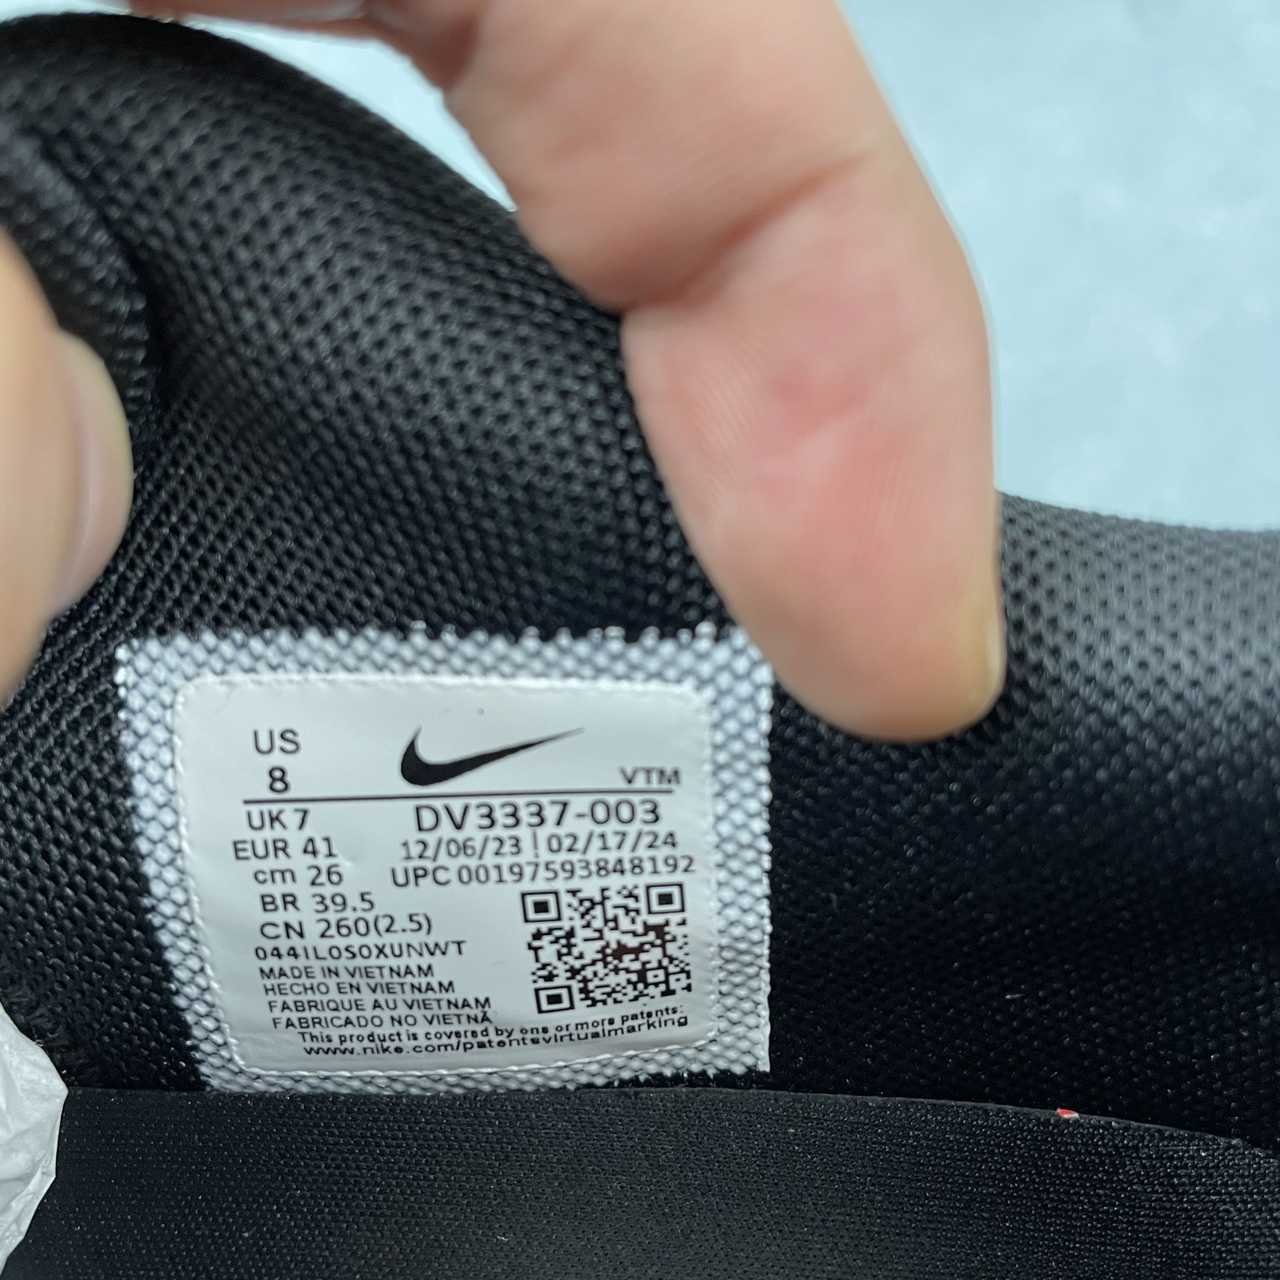 US
8
VTM
UK 7
DV3337-003
EUR 41
12/06/23 | 02/17/24
cm 26
UPC 00197593848192
BR 39.5
CN 260(2.5)
0441L0S0XUNWT
MADE IN VIETNAM
HECHO EN VIETNAM
FABRIQUE AU VIETNAM
FABRICADO NO VIETNÃ
This product is covered by one or more patents:
www.nike.com/patentsvirtualmarking